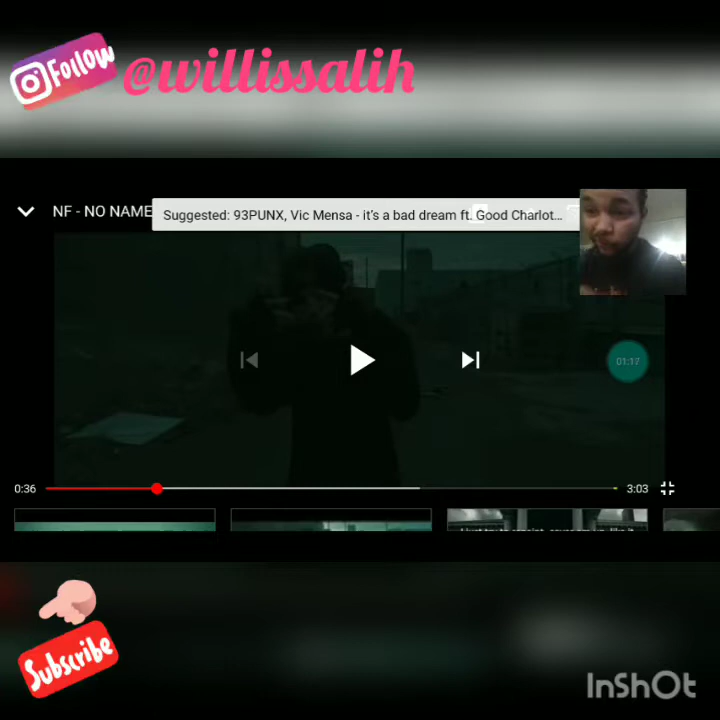 Follow
@willissalih
NF - NO NAME
Suggested: 93PUNX, Vic Mensa - it's a bad dream ft. Good Charlot...
01:17
0:36
3:03
Subscribe
InShOt